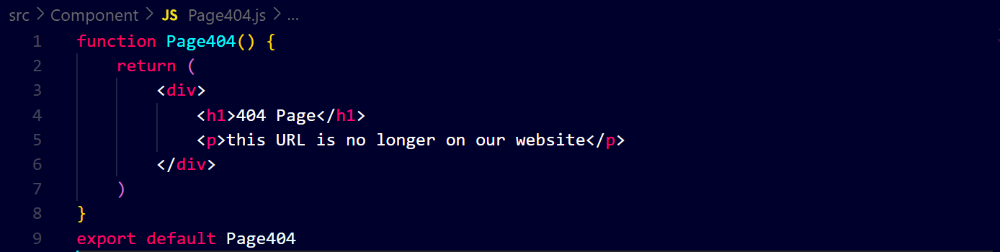 src > Component > JS Page404.js > ...
1 function Page404() {
2 return (
3 <div>
4 <h1>404 Page</h1>
5 <p>this URL is no longer on our website</p>
6 </div>
7 )
8 }
9 export default Page404